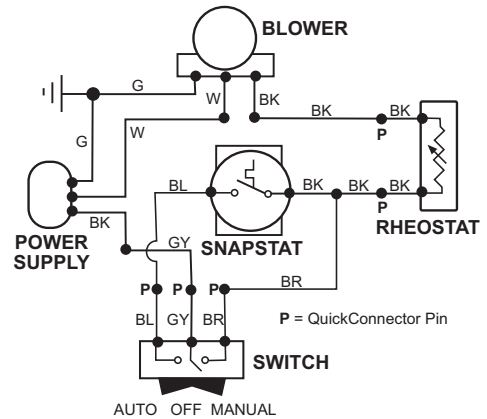 BLOWER
G
W
BK
BK
BK
P
G
W
BL
BK
BK
BK
P
RHEOSTAT
BK
POWER
SUPPLY
SNAPSTAT
GY
BR
P
P
P
P = QuickConnector Pin
BL
GY
BR
SWITCH
AUTO OFF MANUAL